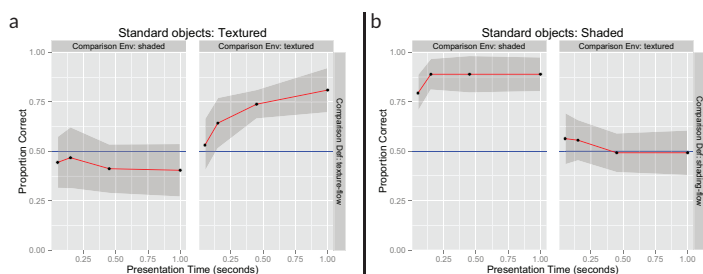 a
Standard objects: Textured
Comparison Env: shaded
Comparison Env: textured
Proportion Correct
1.00
0.75
0.50
0.25
0.00
0.25 0.50 0.75 1.00
0.25 0.50 0.75 1.00
Presentation Time (seconds)
Comparison Def: texture-flow
b
Standard objects: Shaded
Comparison Env: shaded
Comparison Env: textured
Proportion Correct
1.00
0.75
0.50
0.25
0.00
0.25 0.50 0.75 1.00
0.25 0.50 0.75 1.00
Presentation Time (seconds)
Comparison Def: shading-flow